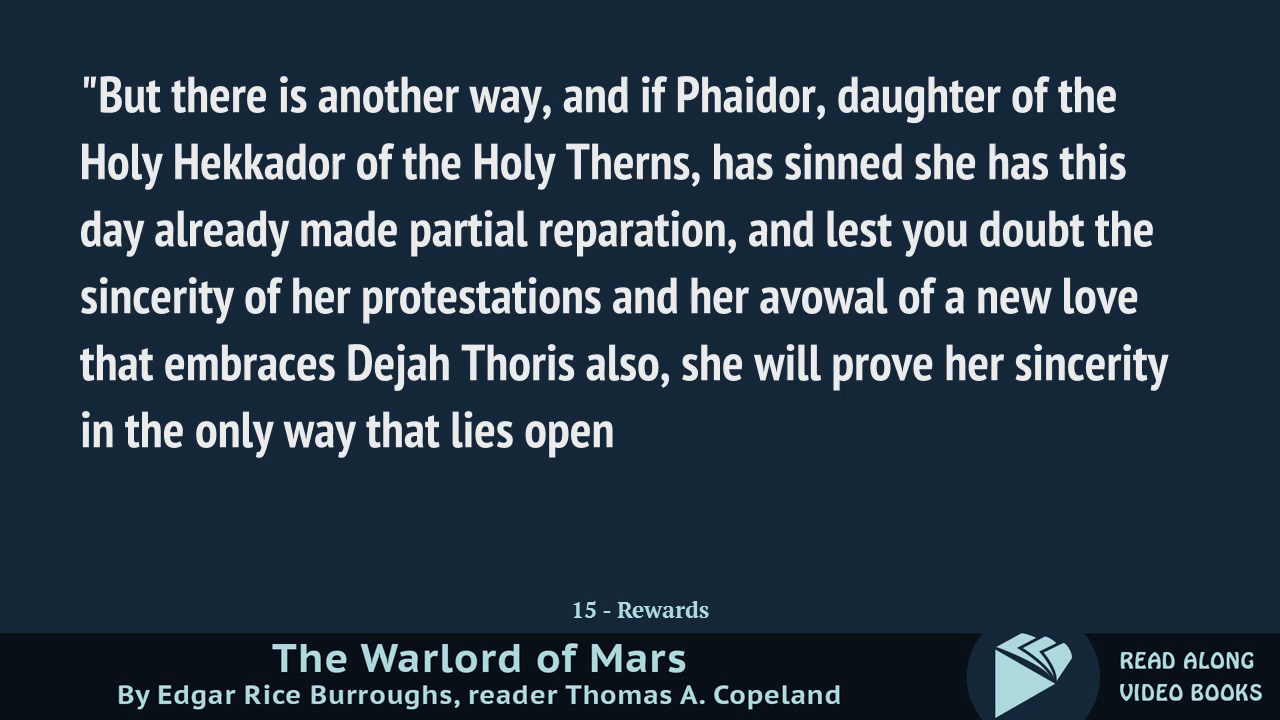 "But there is another way, and if Phaidor, daughter of the
Holy Hekkador of the Holy Therns, has sinned she has this
day already made partial reparation, and lest you doubt the
sincerity of her protestations and her avowal of a new love
that embraces Dejah Thoris also, she will prove her sincerity
in the only way that lies open
15 - Rewards
The Warlord of Mars
By Edgar Rice Burroughs, reader Thomas A. Copeland
READ ALONG
VIDEO BOOKS